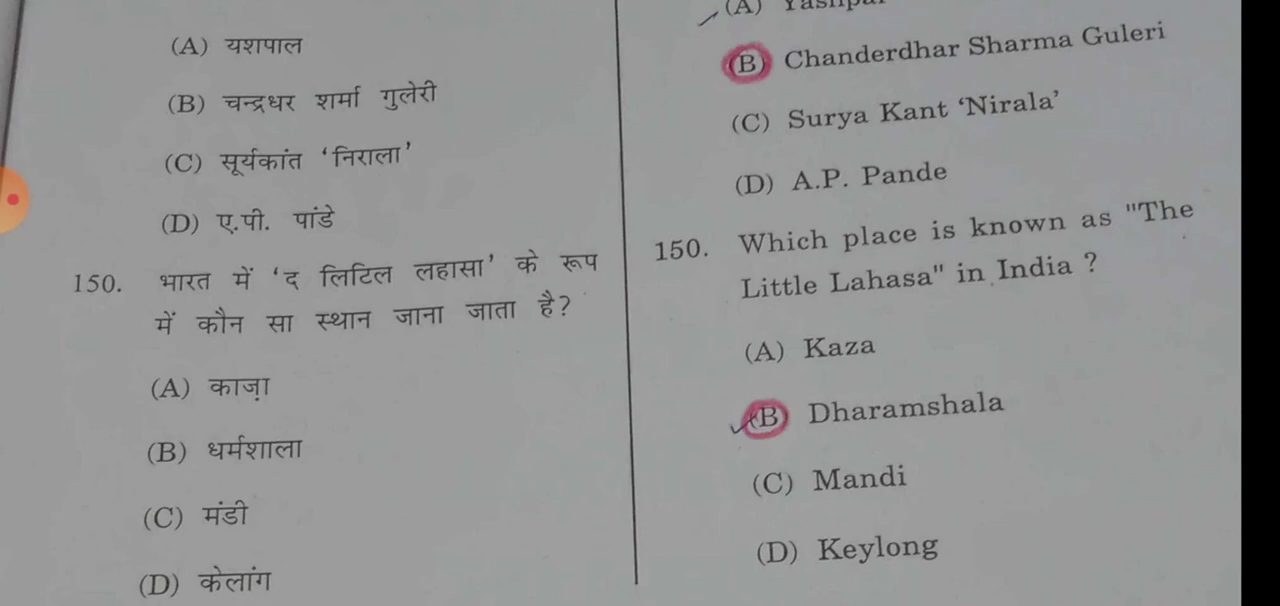 (A) यशपाल
(B) चन्द्रधर शर्मा गुलेरी
(C) सूर्यकांत ‘निराला’
(D) ए.पी. पांडे
150. भारत में ‘द लिटिल लहासा’ के रूप
में कौन सा स्थान जाना जाता है?
(A) काज़ा
(B) धर्मशाला
(C) मंडी
(D) केलांग
(A) Yashpal
(B) Chanderdhar Sharma Guleri
(C) Surya Kant ‘Nirala’
(D) A.P. Pande
150. Which place is known as "The
Little Lahasa" in India ?
(A) Kaza
(B) Dharamshala
(C) Mandi
(D) Keylong